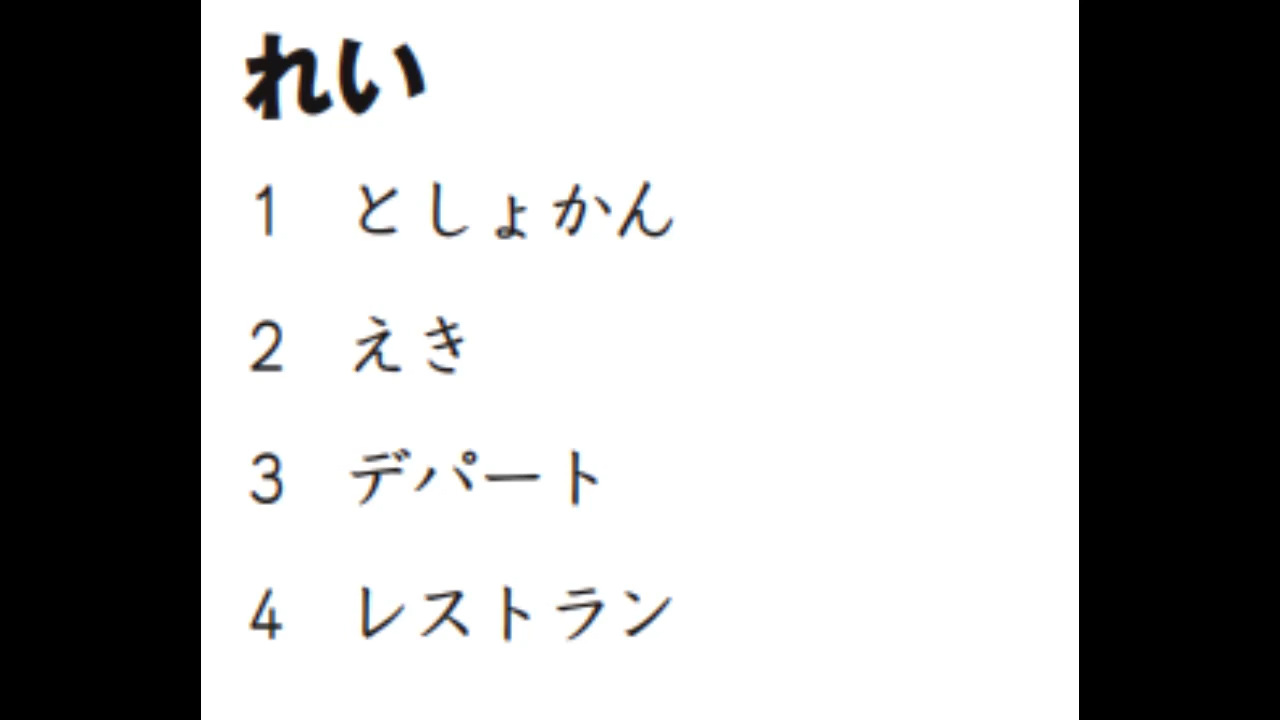 れい
1 としょかん
2 えき
3 デパート
4 レストラン